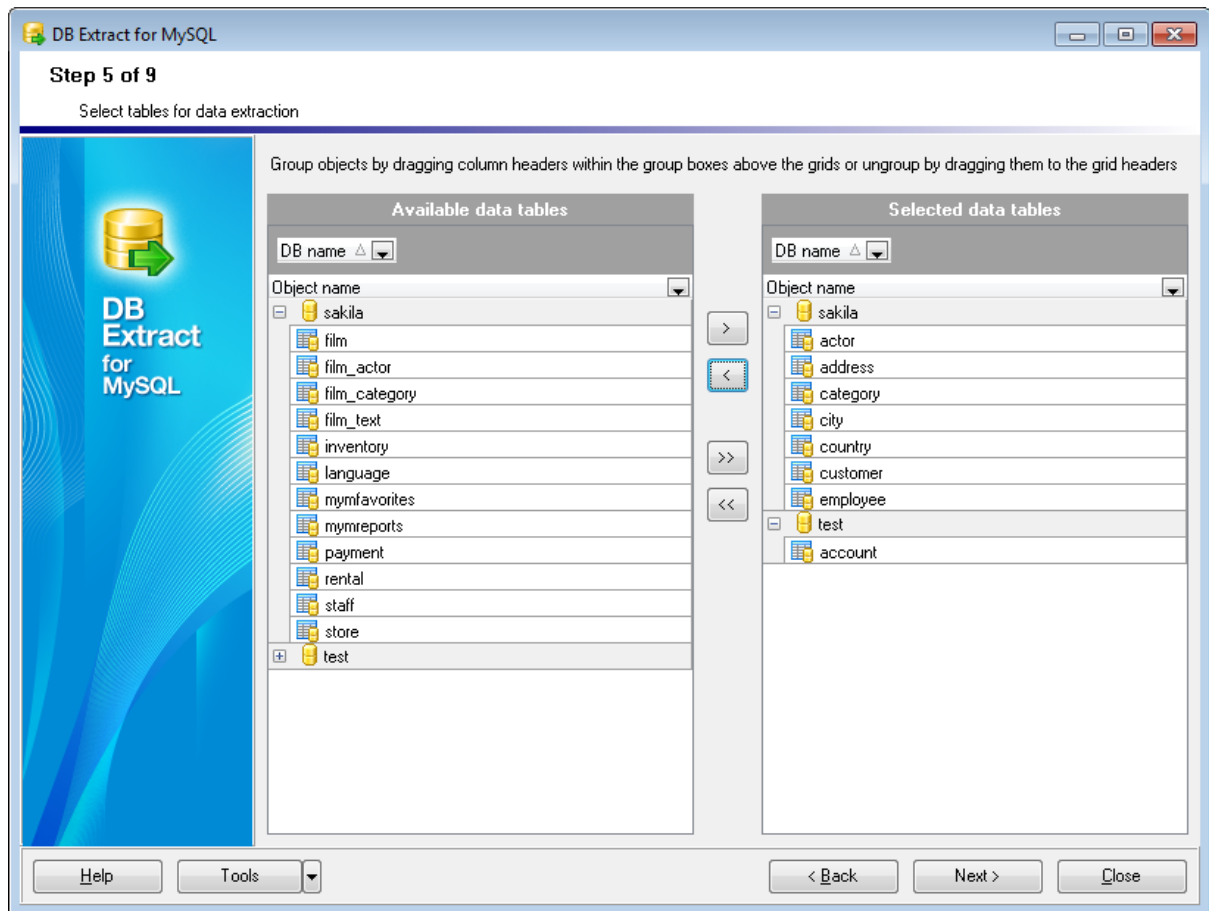 DB Extract for MySQL
Step 5 of 9
Select tables for data extraction
Group objects by dragging column headers within the group boxes above the grids or ungroup by dragging them to the grid headers
DB
Extract
for
MySQL
Available data tables
DB name
Object name
sakila
film
film_actor
film_category
film_text
inventory
language
mymfavorites
mymreports
payment
rental
staff
store
test
>
<
>>
<<
Selected data tables
DB name
Object name
sakila
actor
address
category
city
country
customer
employee
test
account
Help
Tools
< Back
Next >
Close